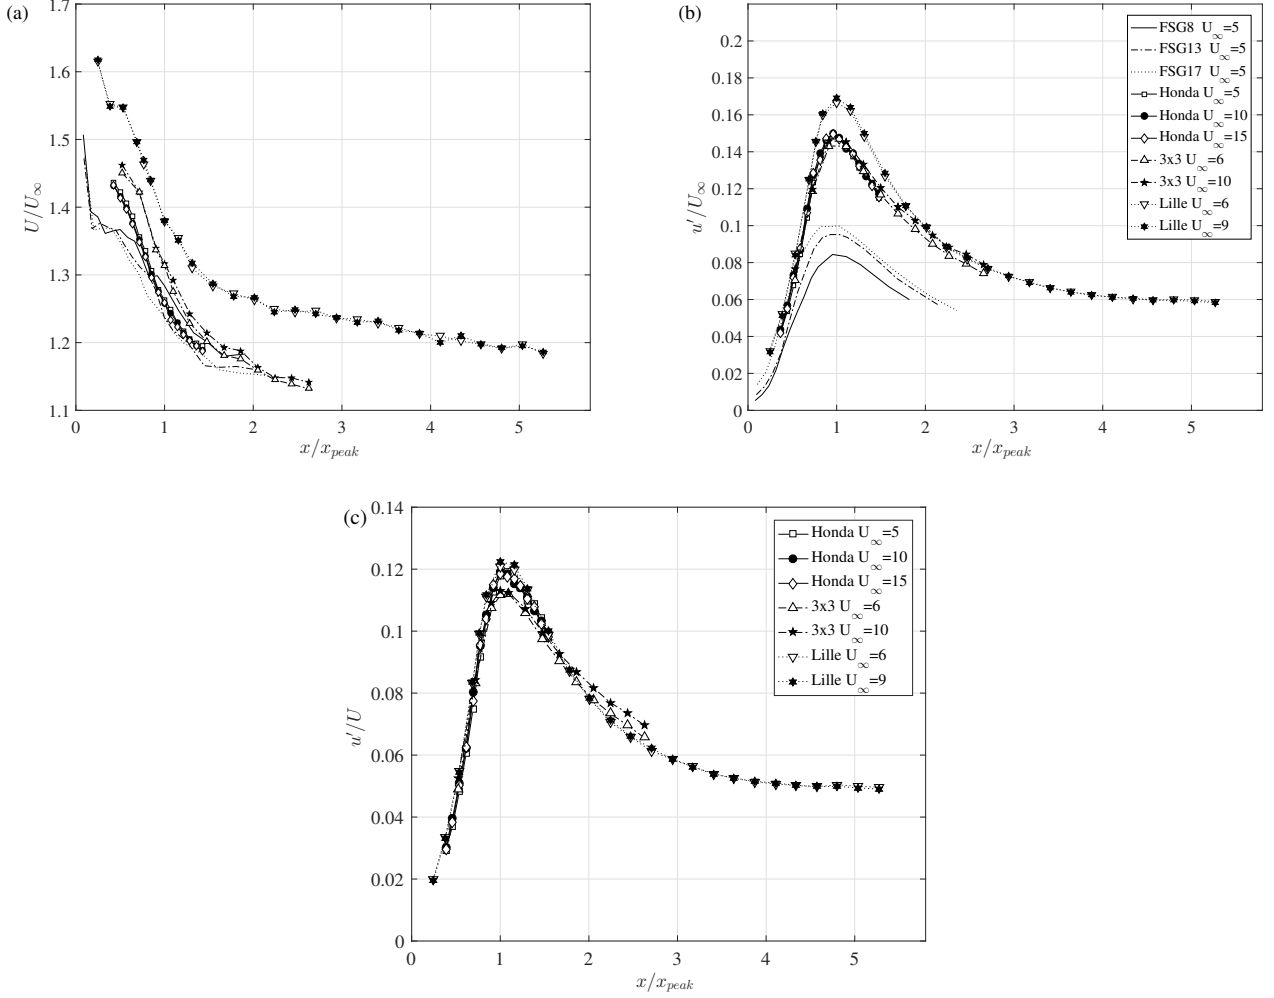 (a)
1.7
1.6
1.5
1.4
1.3
1.2
1.1
U/U∞
0
1
2
3
4
5
x/x_peak
(b)
0.2
0.18
0.16
0.14
0.12
0.1
0.08
0.06
0.04
0.02
0
u'/U∞
0
1
2
3
4
5
x/x_peak
FSG8 U∞=5
FSG13 U∞=5
FSG17 U∞=5
Honda U∞=5
Honda U∞=10
Honda U∞=15
3x3 U∞=6
3x3 U∞=10
Lille U∞=6
Lille U∞=9
(c)
0.14
0.12
0.1
0.08
0.06
0.04
0.02
0
u'/U
0
1
2
3
4
5
x/x_peak
Honda U∞=5
Honda U∞=10
Honda U∞=15
3x3 U∞=6
3x3 U∞=10
Lille U∞=6
Lille U∞=9